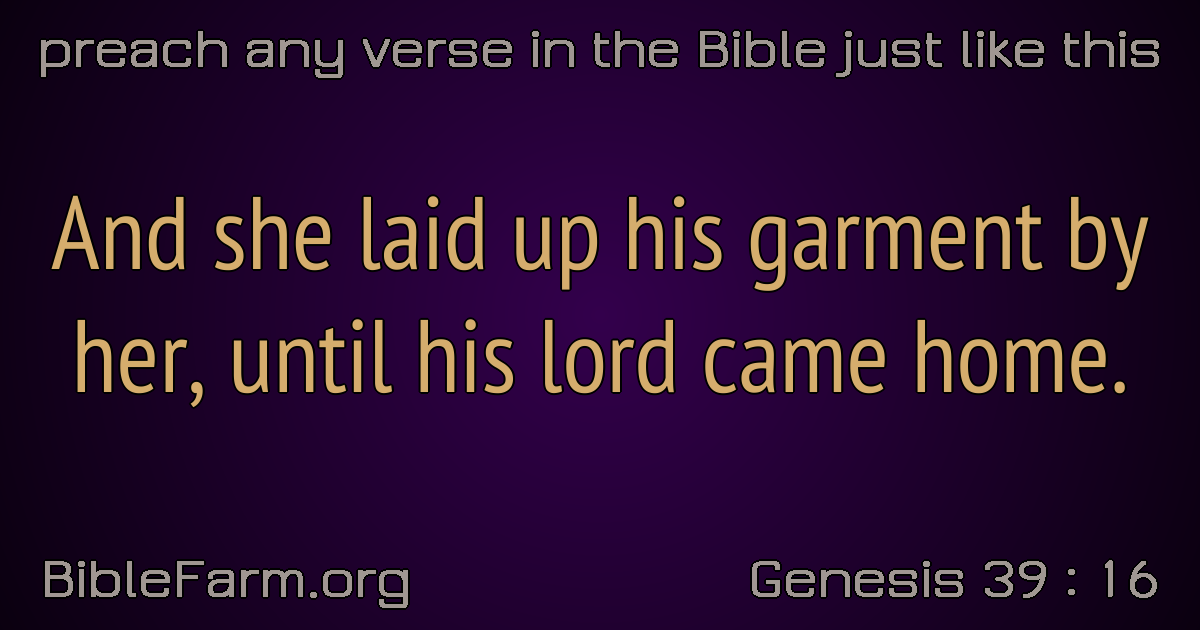 preach any verse in the Bible just like this
And she laid up his garment by
her, until his lord came home.
BibleFarm.org
Genesis 39 : 16